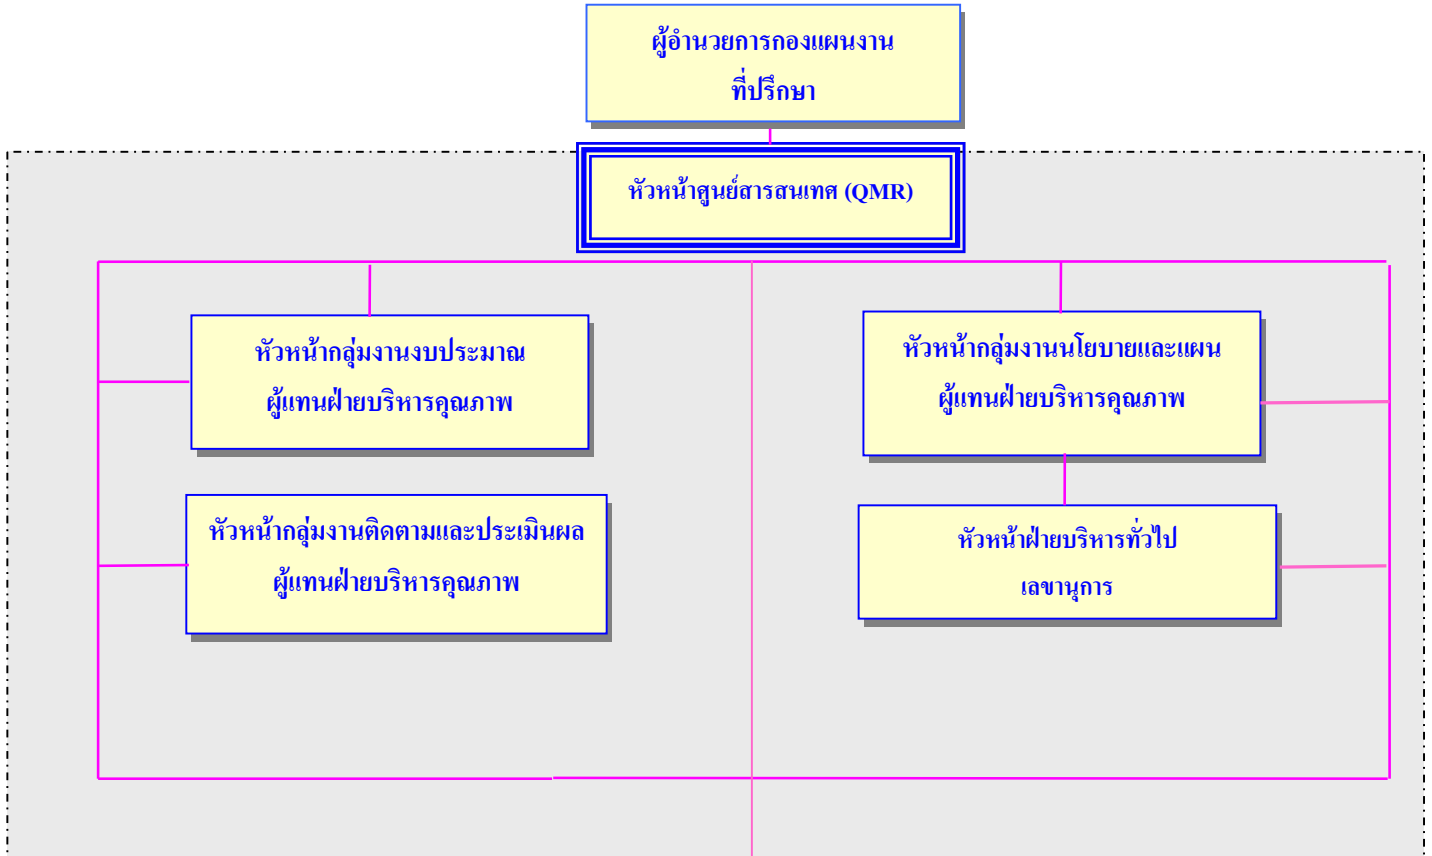 ผู้อำนวยการกองแผนงาน
ที่ปรึกษา
หัวหน้าศูนย์สารสนเทศ (QMR)
หัวหน้ากลุ่มงานงบประมาณ
ผู้แทนฝ่ายบริหารคุณภาพ
หัวหน้ากลุ่มงานนโยบายและแผน
ผู้แทนฝ่ายบริหารคุณภาพ
หัวหน้ากลุ่มงานติดตามและประเมินผล
ผู้แทนฝ่ายบริหารคุณภาพ
หัวหน้าฝ่ายบริหารทั่วไป
เลขานุการ